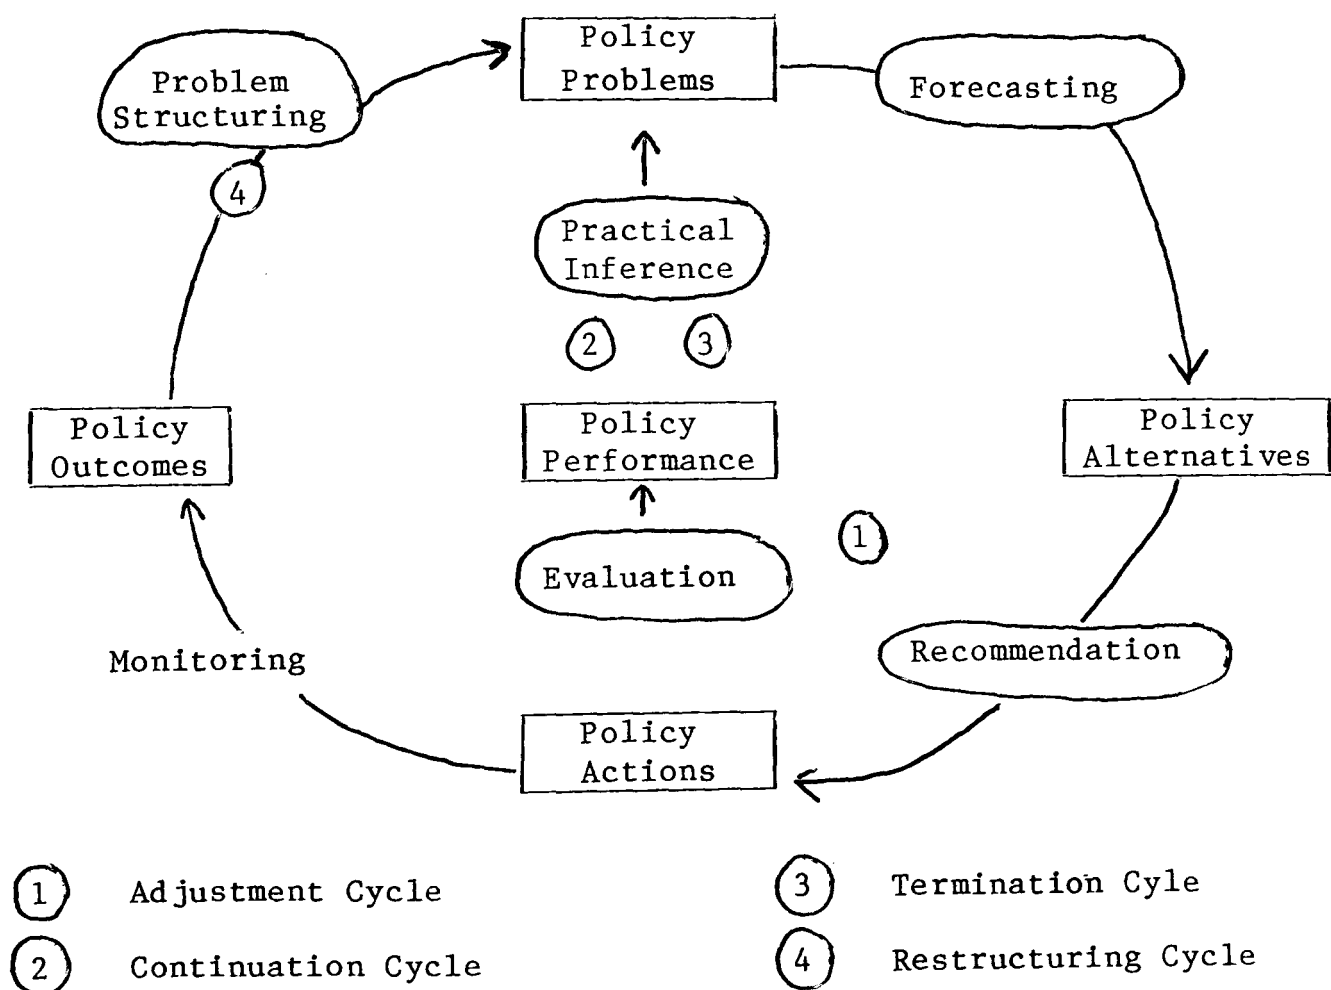 Policy
Problems
Problem
Structuring
Forecasting
4
Practical
Inference
2
3
Policy
Outcomes
Policy
Performance
Policy
Alternatives
1
Evaluation
Monitoring
Recommendation
Policy
Actions
1 Adjustment Cycle
3 Termination Cyle
2 Continuation Cycle
4 Restructuring Cycle